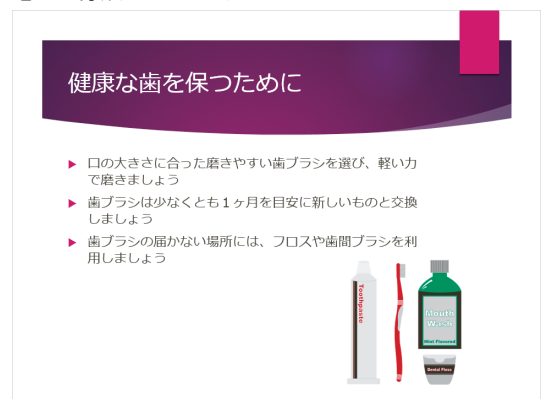 健康な歯を保つために
口の大きさに合った磨きやすい歯ブラシを選び、軽い力
で磨きましょう
歯ブラシは少なくとも１ヶ月を目安に新しいものと交換
しましょう
歯ブラシの届かない場所には、フロスや歯間ブラシを利
用しましょう
Toothpaste
Mouth
Wash
Mint Flavored
Dental Floss